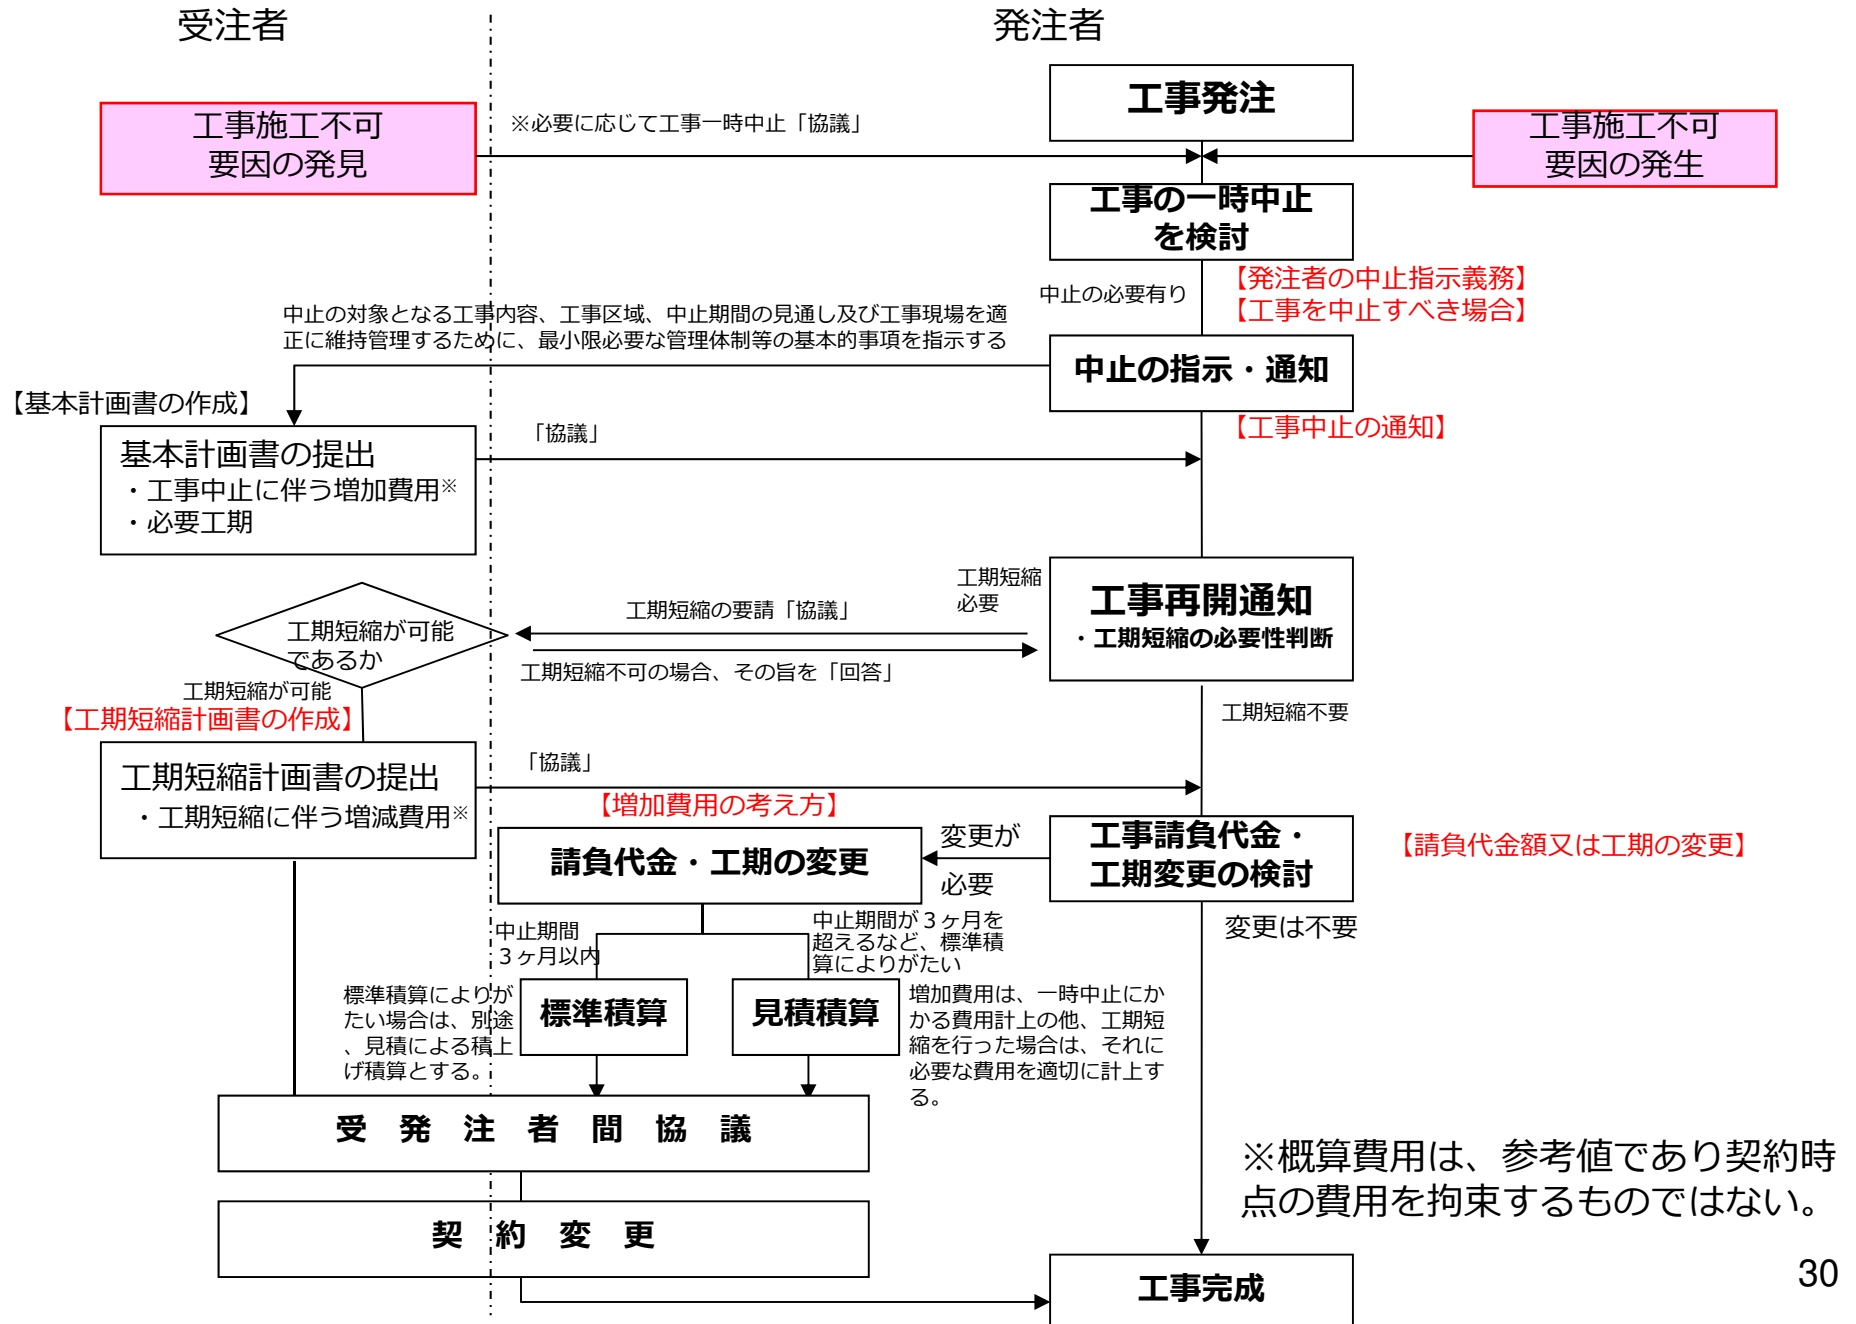 受注者
発注者
工事発注
工事施工不可
要因の発見
※必要に応じて工事一時中止「協議」
工事施工不可
要因の発生
工事の一時中止
を検討
中止の必要有り
【発注者の中止指示義務】
【工事を中止すべき場合】
中止の対象となる工事内容、工事区域、中止期間の見通し及び工事現場を適
正に維持管理するために、最小限必要な管理体制等の基本的事項を指示する
中止の指示・通知
【工事中止の通知】
【基本計画書の作成】
基本計画書の提出
・工事中止に伴う増加費用※
・必要工期
「協議」
工期短縮
必要
工事再開通知
・工期短縮の必要性判断
工期短縮の要請「協議」
工期短縮不可の場合、その旨を「回答」
工期短縮が可能
であるか
工期短縮が可能
【工期短縮計画書の作成】
工期短縮不要
工期短縮計画書の提出
・工期短縮に伴う増減費用※
「協議」
【増加費用の考え方】
請負代金・工期の変更
変更が
必要
工事請負代金・
工期変更の検討
【請負代金額又は工期の変更】
変更は不要
中止期間
３ヶ月以内
中止期間が３ヶ月を
超えるなど、標準積
算によりがたい
標準積算によりが
たい場合は、別途
、見積による積上
げ積算とする。
標準積算
見積積算
増加費用は、一時中止にか
かる費用計上の他、工期短
縮を行った場合は、それに
必要な費用を適切に計上す
る。
受　発　注　者　間　協　議
契　約　変　更
※概算費用は、参考値であり契約時
点の費用を拘束するものではない。
工事完成
30